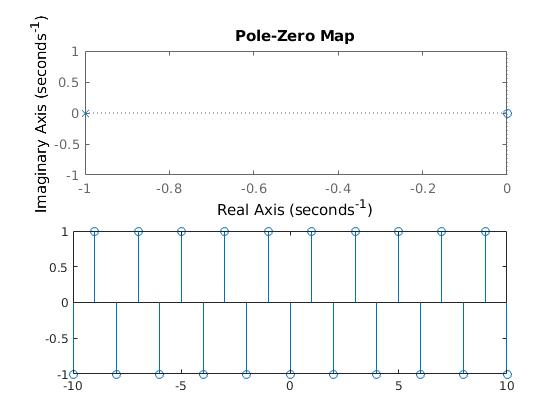 Pole-Zero Map
Imaginary Axis (seconds⁻¹)
1
0.5
0
-0.5
-1
-1 -0.8 -0.6 -0.4 -0.2 0
Real Axis (seconds⁻¹)
1
0.5
0
-0.5
-1
-10 -5 0 5 10